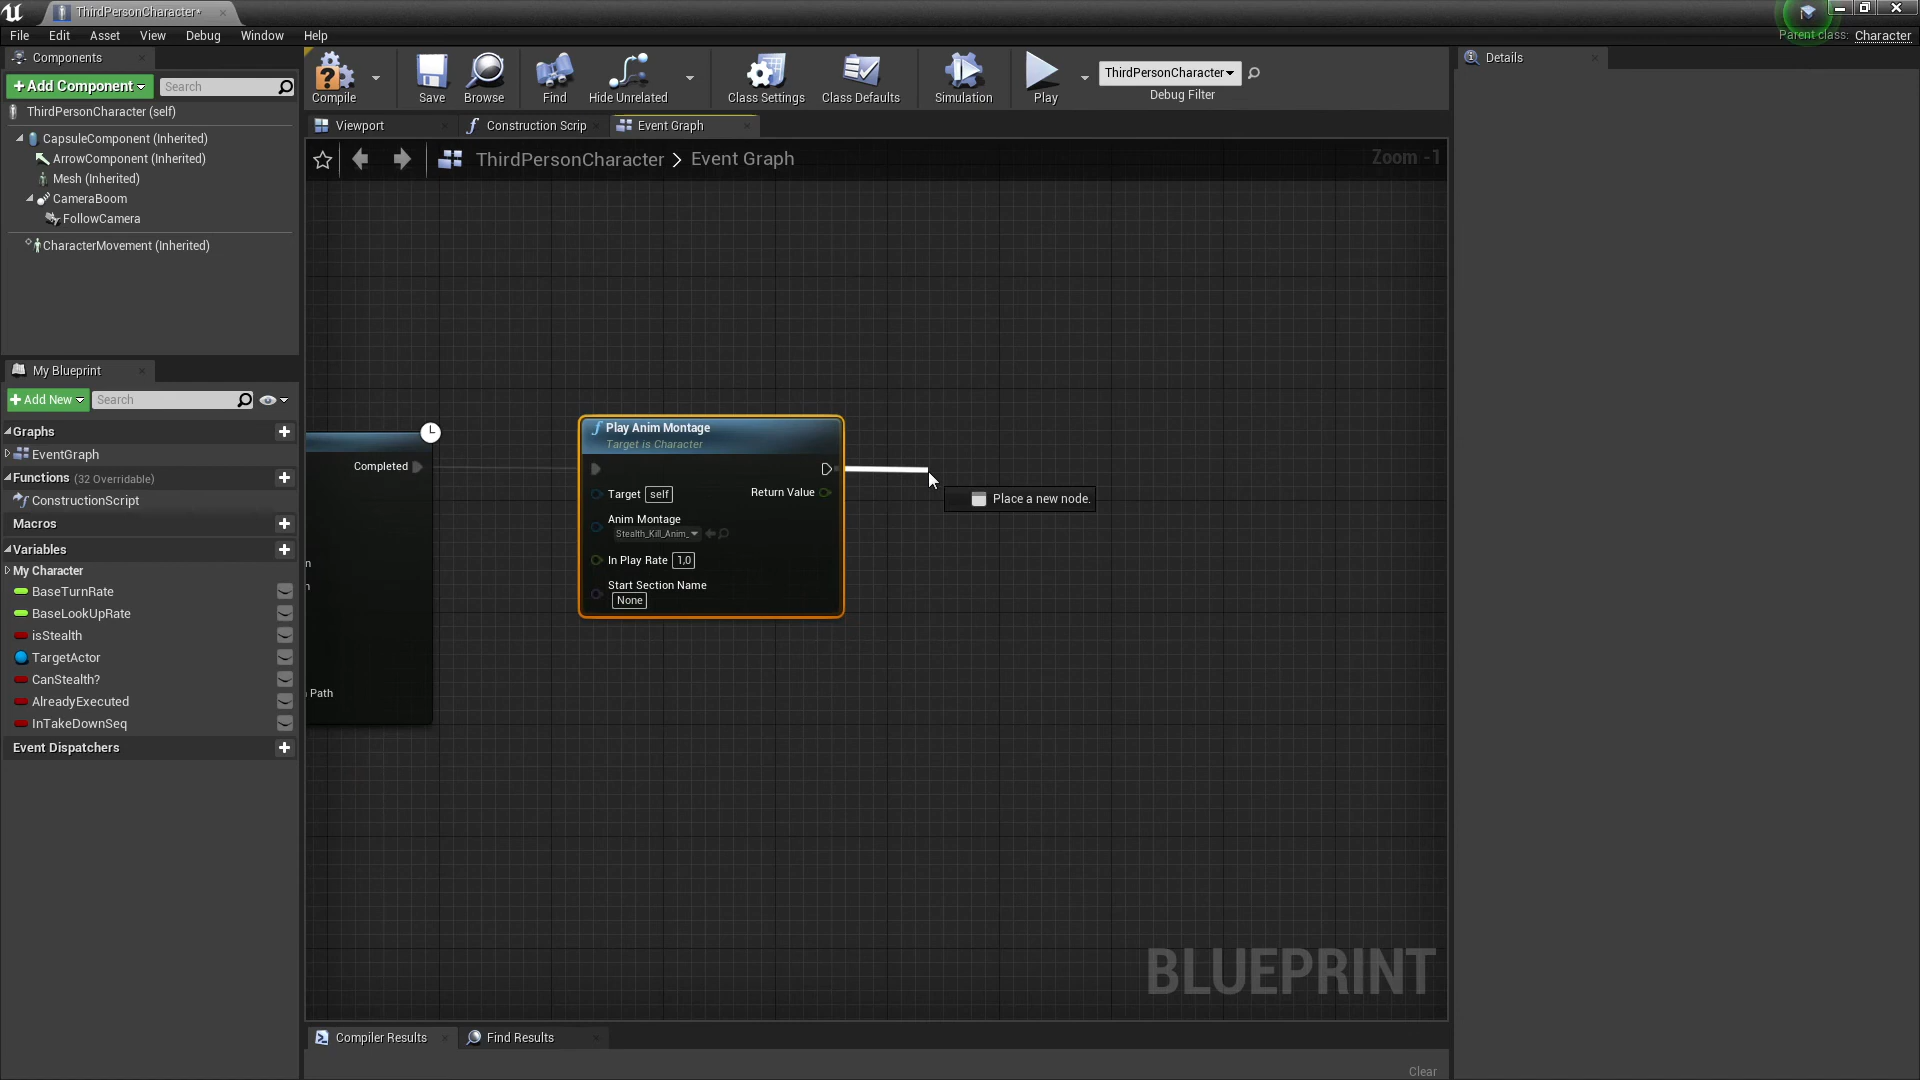 ThirdPersonCharacter*
File Edit Asset View Debug Window Help
Parent class: Character
Components
+ Add Component
Search
ThirdPersonCharacter (self)
CapsuleComponent (Inherited)
ArrowComponent (Inherited)
Mesh (Inherited)
CameraBoom
FollowCamera
CharacterMovement (Inherited)
My Blueprint
+ Add New
Search
Graphs
EventGraph
Functions (32 Overridable)
ConstructionScript
Macros
Variables
My Character
BaseTurnRate
BaseLookUpRate
isStealth
TargetActor
CanStealth?
AlreadyExecuted
InTakeDownSeq
Event Dispatchers
Compile
Save
Browse
Find
Hide Unrelated
Class Settings
Class Defaults
Simulation
Play
ThirdPersonCharacter
Debug Filter
Viewport
Construction Scrip
Event Graph
ThirdPersonCharacter > Event Graph
Zoom -1
Completed
n
n
Path
Play Anim Montage
Target is Character
Target self
Return Value
Anim Montage
Stealth_Kill_Anim_
In Play Rate 1,0
Start Section Name
None
Place a new node.
BLUEPRINT
Compiler Results
Find Results
Clear
Details